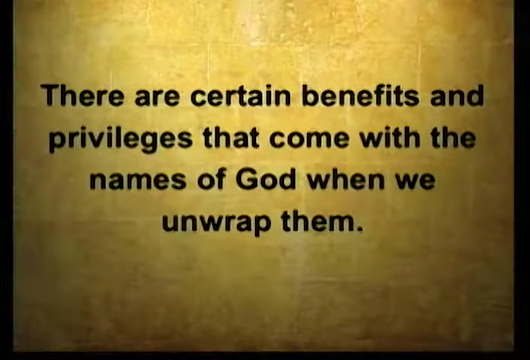 There are certain benefits and
privileges that come with the
names of God when we
unwrap them.